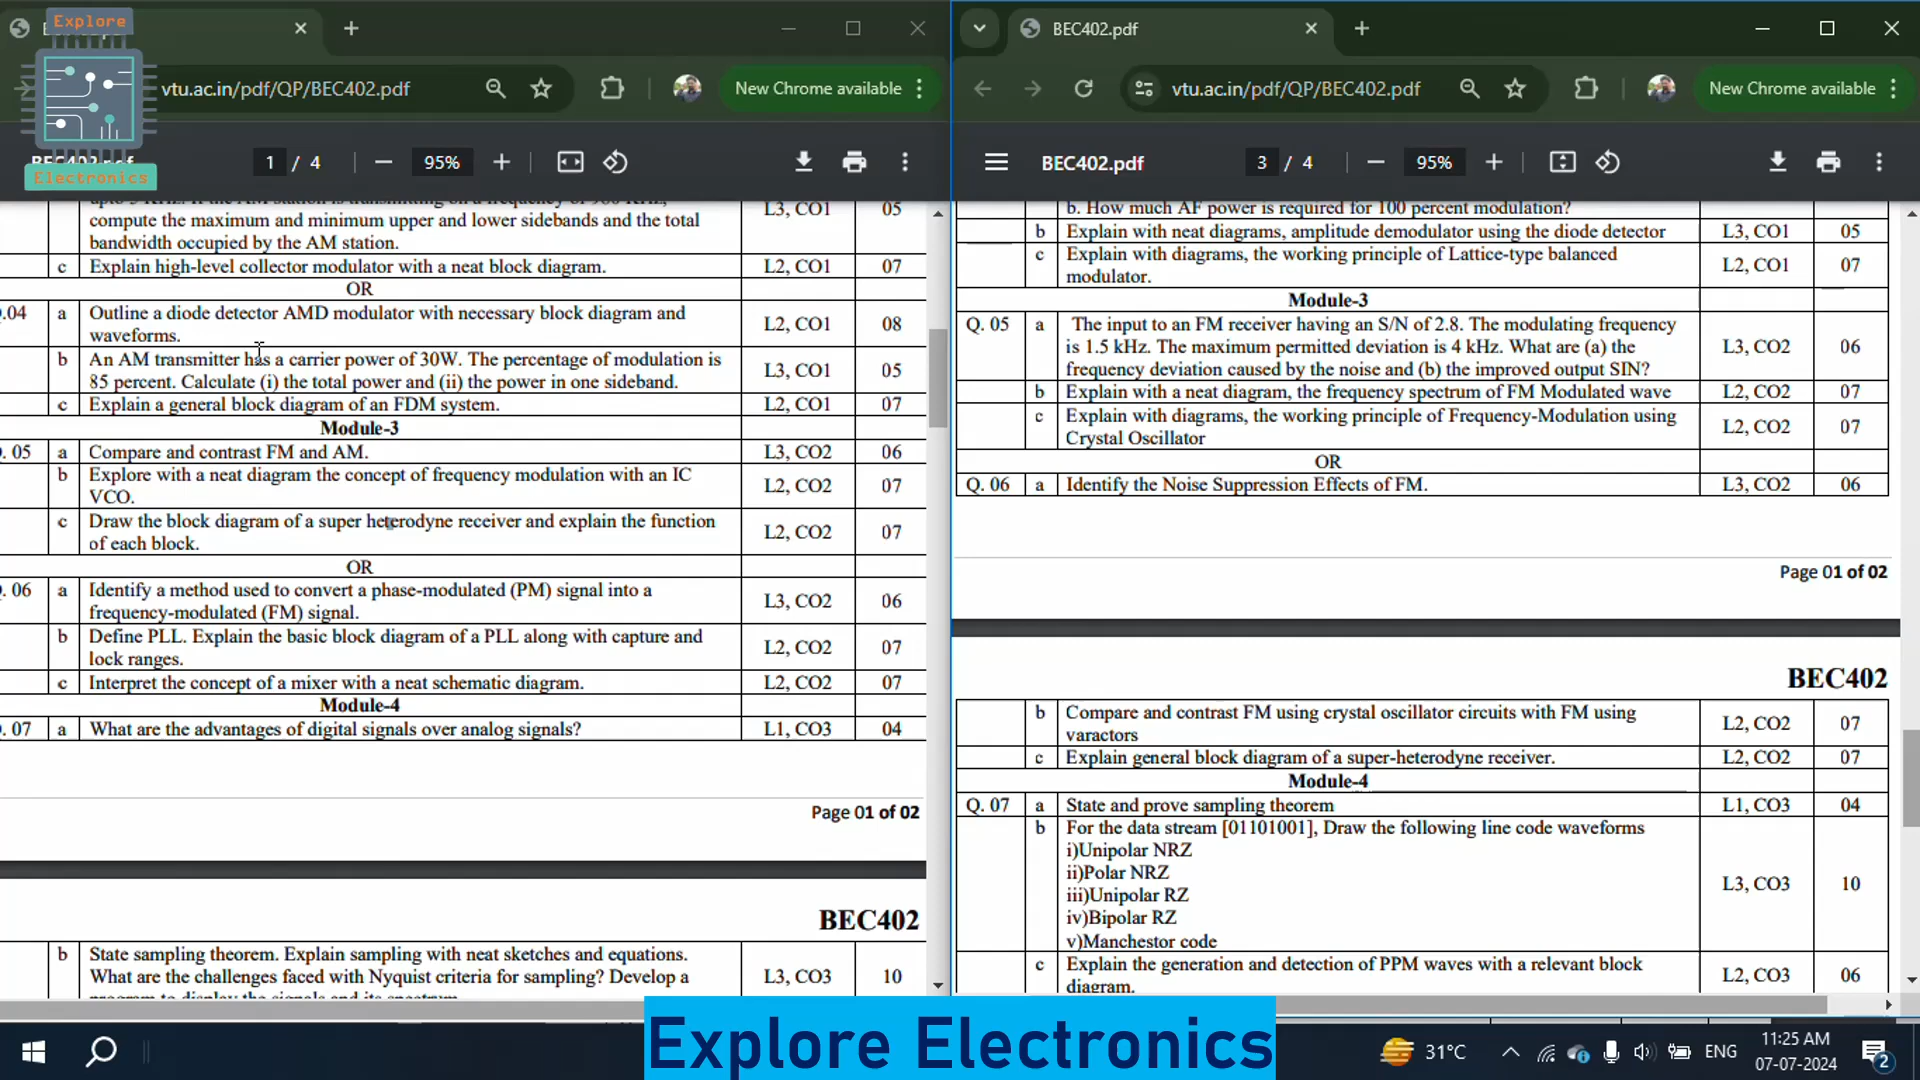 Explore
Electronics
BEC402.pdf
vtu.ac.in/pdf/QP/BEC402.pdf
New Chrome available
vtu.ac.in/pdf/QP/BEC402.pdf
New Chrome available
1 / 4
95%
BEC402.pdf
3 / 4
95%
compute the maximum and minimum upper and lower sidebands and the total
bandwidth occupied by the AM station.
L3, CO1
05
c Explain high-level collector modulator with a neat block diagram. L2, CO1 07
OR
.04 a Outline a diode detector AMD modulator with necessary block diagram and
waveforms.
L2, CO1 08
b An AM transmitter has a carrier power of 30W. The percentage of modulation is
85 percent. Calculate (i) the total power and (ii) the power in one sideband.
L3, CO1 05
c Explain a general block diagram of an FDM system. L2, CO1 07
Module-3
. 05 a Compare and contrast FM and AM. L3, CO2 06
b Explore with a neat diagram the concept of frequency modulation with an IC
VCO.
L2, CO2 07
c Draw the block diagram of a super heterodyne receiver and explain the function
of each block.
L2, CO2 07
OR
. 06 a Identify a method used to convert a phase-modulated (PM) signal into a
frequency-modulated (FM) signal.
L3, CO2 06
b Define PLL. Explain the basic block diagram of a PLL along with capture and
lock ranges.
L2, CO2 07
c Interpret the concept of a mixer with a neat schematic diagram. L2, CO2 07
Module-4
. 07 a What are the advantages of digital signals over analog signals? L1, CO3 04
Page 01 of 02
BEC402
b State sampling theorem. Explain sampling with neat sketches and equations.
What are the challenges faced with Nyquist criteria for sampling? Develop a
L3, CO3 10
b. How much AF power is required for 100 percent modulation?
b Explain with neat diagrams, amplitude demodulator using the diode detector L3, CO1 05
c Explain with diagrams, the working principle of Lattice-type balanced
modulator.
L2, CO1 07
Module-3
Q. 05 a The input to an FM receiver having an S/N of 2.8. The modulating frequency
is 1.5 kHz. The maximum permitted deviation is 4 kHz. What are (a) the
frequency deviation caused by the noise and (b) the improved output SIN?
L3, CO2 06
b Explain with a neat diagram, the frequency spectrum of FM Modulated wave L2, CO2 07
c Explain with diagrams, the working principle of Frequency-Modulation using
Crystal Oscillator
L2, CO2 07
OR
Q. 06 a Identify the Noise Suppression Effects of FM. L3, CO2 06
Page 01 of 02
BEC402
b Compare and contrast FM using crystal oscillator circuits with FM using
varactors
L2, CO2 07
c Explain general block diagram of a super-heterodyne receiver. L2, CO2 07
Module-4
Q. 07 a State and prove sampling theorem L1, CO3 04
b For the data stream [01101001], Draw the following line code waveforms
i)Unipolar NRZ
ii)Polar NRZ
iii)Unipolar RZ
iv)Bipolar RZ
v)Manchestor code
L3, CO3 10
c Explain the generation and detection of PPM waves with a relevant block
diagram.
L2, CO3 06
Explore Electronics
31°C
ENG
11:25 AM
07-07-2024
2